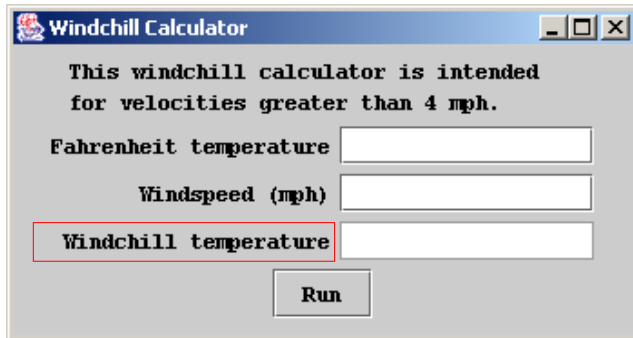 Windchill Calculator
This windchill calculator is intended
for velocities greater than 4 mph.
Fahrenheit temperature
Windspeed (mph)
Windchill temperature
Run